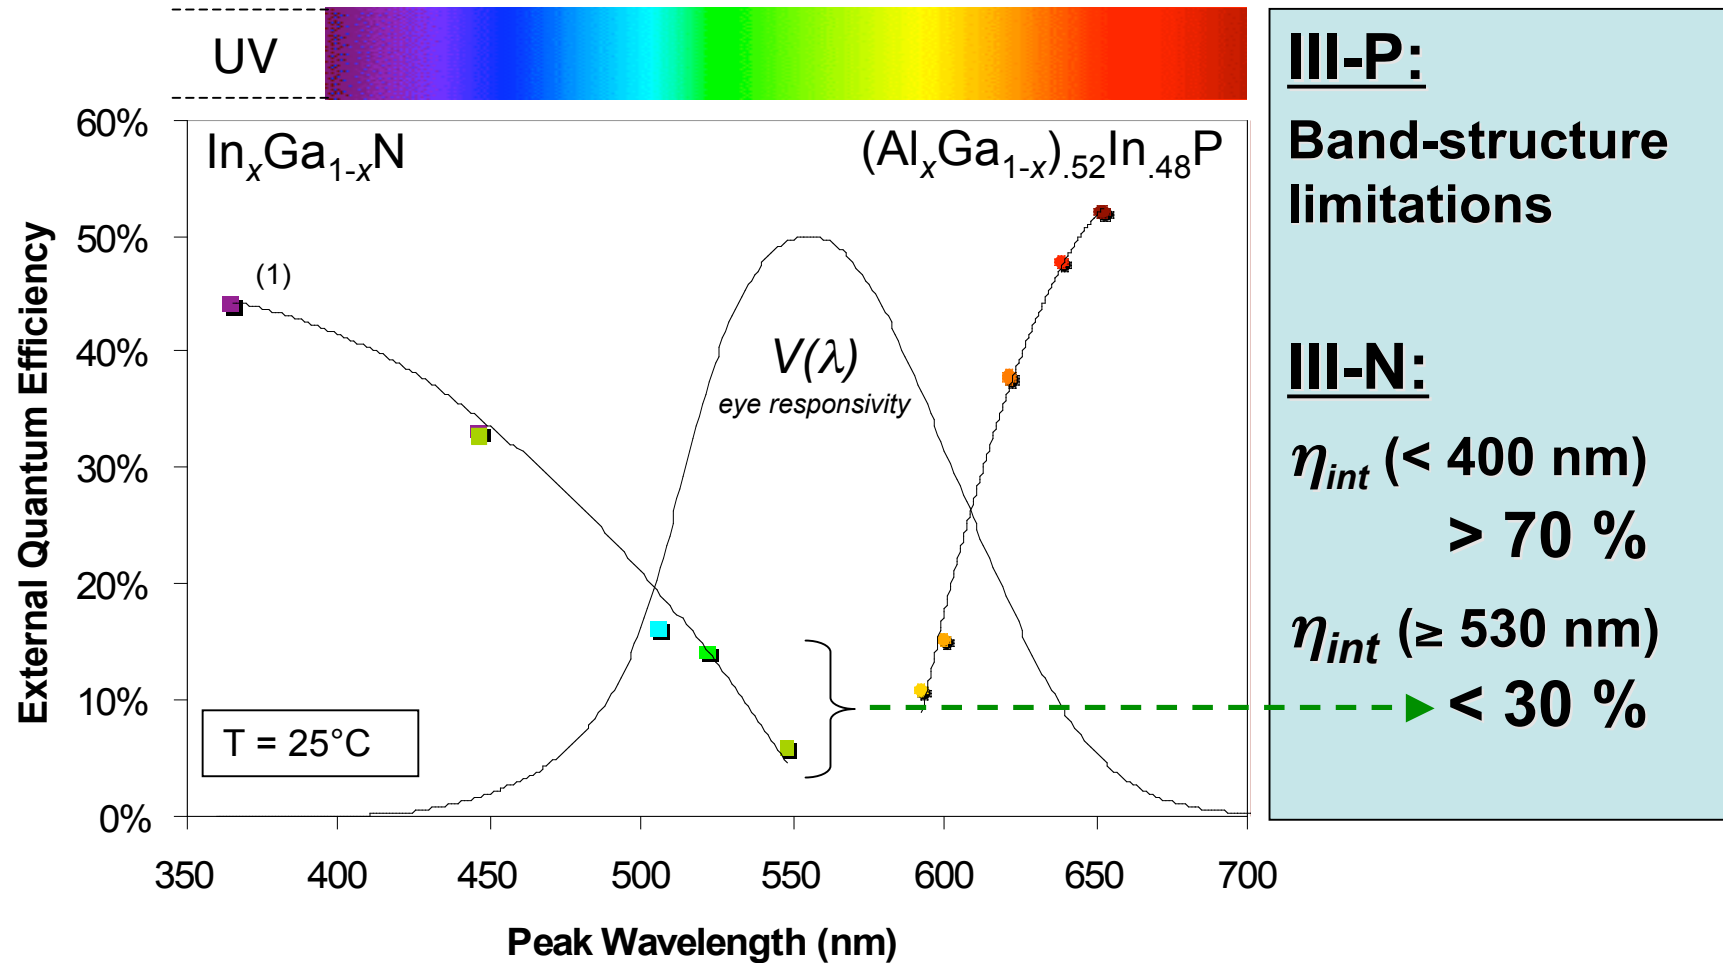 UV
60%
50%
40%
30%
20%
10%
0%
External Quantum Efficiency
InxGa1-xN
(AlxGa1-x).52In.48P
(1)
V(λ)
eye responsivity
T = 25°C
350 400 450 500 550 600 650 700
Peak Wavelength (nm)
III-P:
Band-structure
limitations
III-N:
ηint (< 400 nm)
> 70 %
ηint (≥ 530 nm)
< 30 %